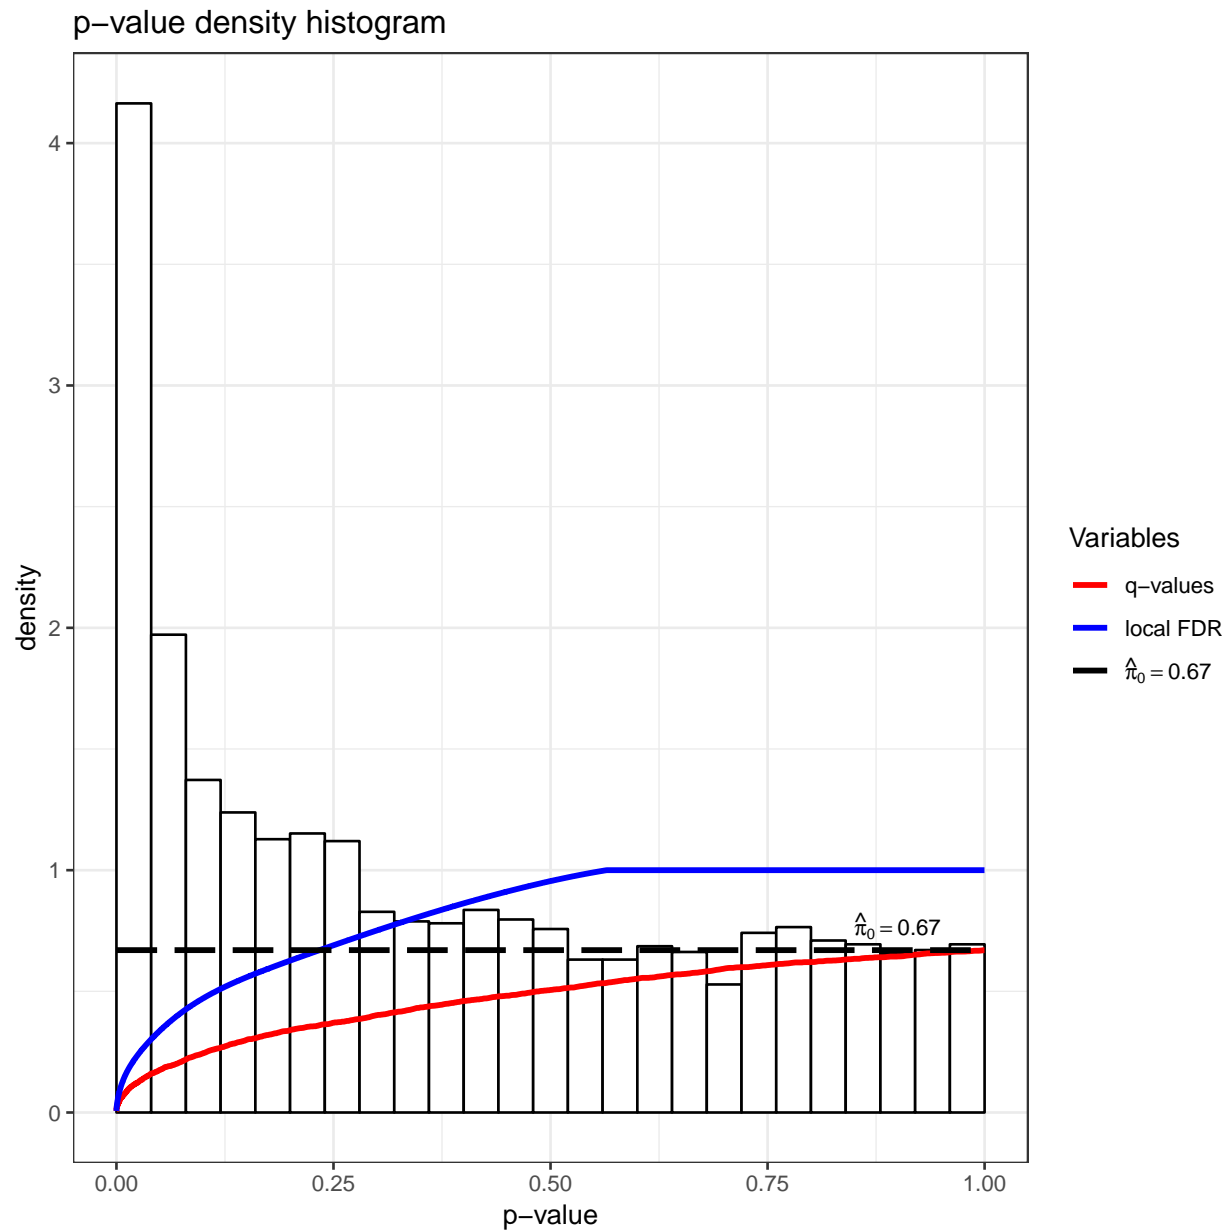 p−value density histogram
4
3
2
1
0
density
π̂₀ = 0.67
0.00 0.25 0.50 0.75 1.00
p−value
Variables
q−values
local FDR
π̂₀ = 0.67